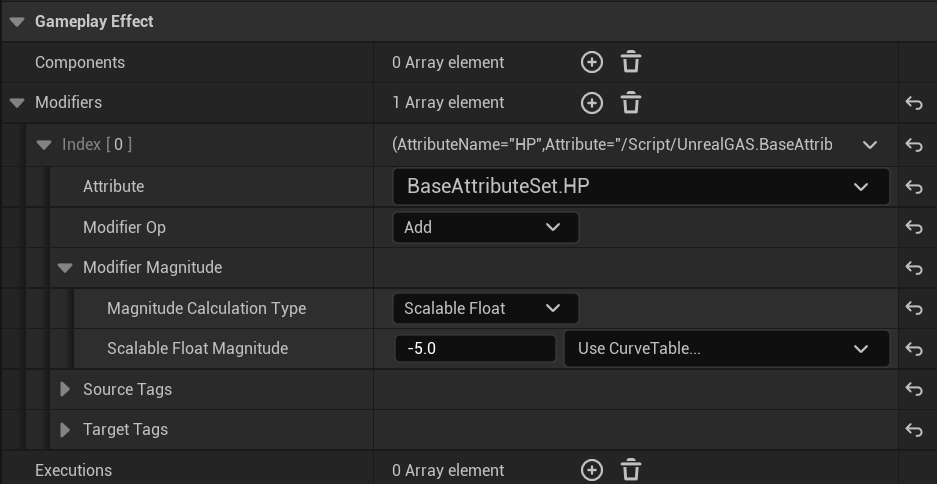 Gameplay Effect
Components 0 Array element
Modifiers 1 Array element
Index [ 0 ] (AttributeName="HP",Attribute="/Script/UnrealGAS.BaseAttrib
Attribute BaseAttributeSet.HP
Modifier Op Add
Modifier Magnitude
Magnitude Calculation Type Scalable Float
Scalable Float Magnitude -5.0 Use CurveTable...
Source Tags
Target Tags
Executions 0 Array element